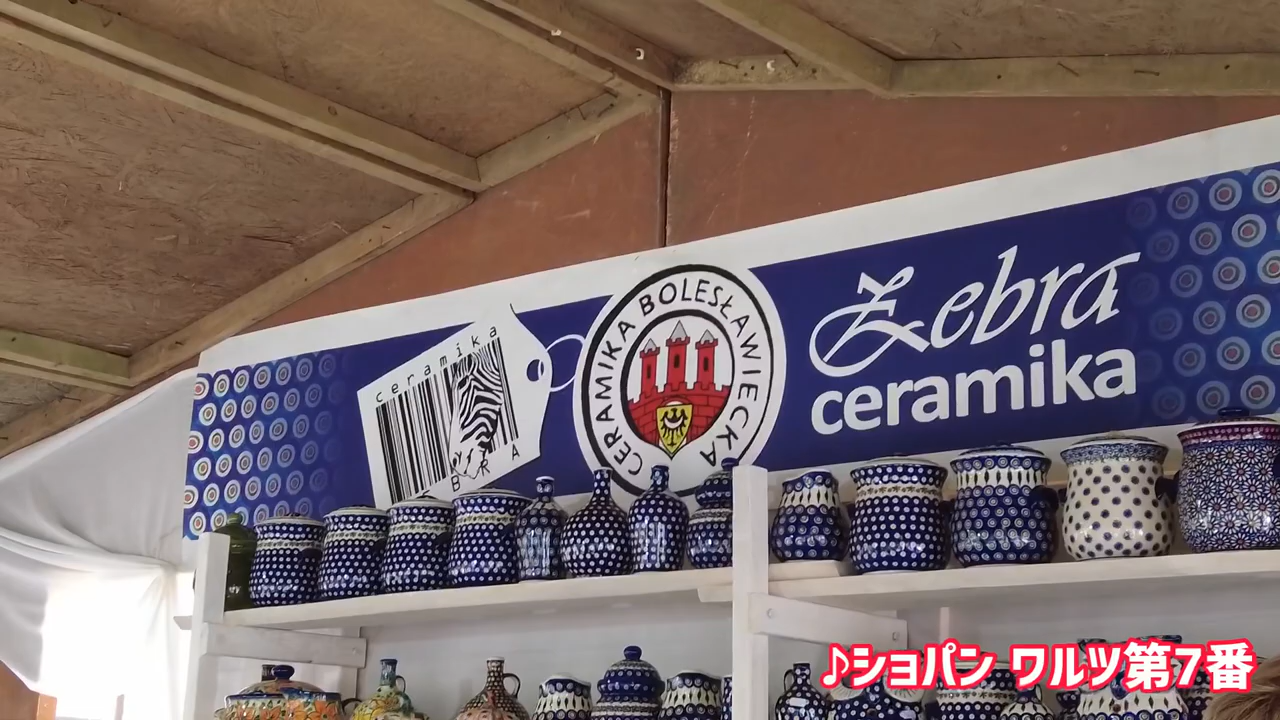 ceramika
ZEBRA
CERAMIKA BOLESŁAWIECKA
Zebra
ceramika
♪ショパン ワルツ第7番